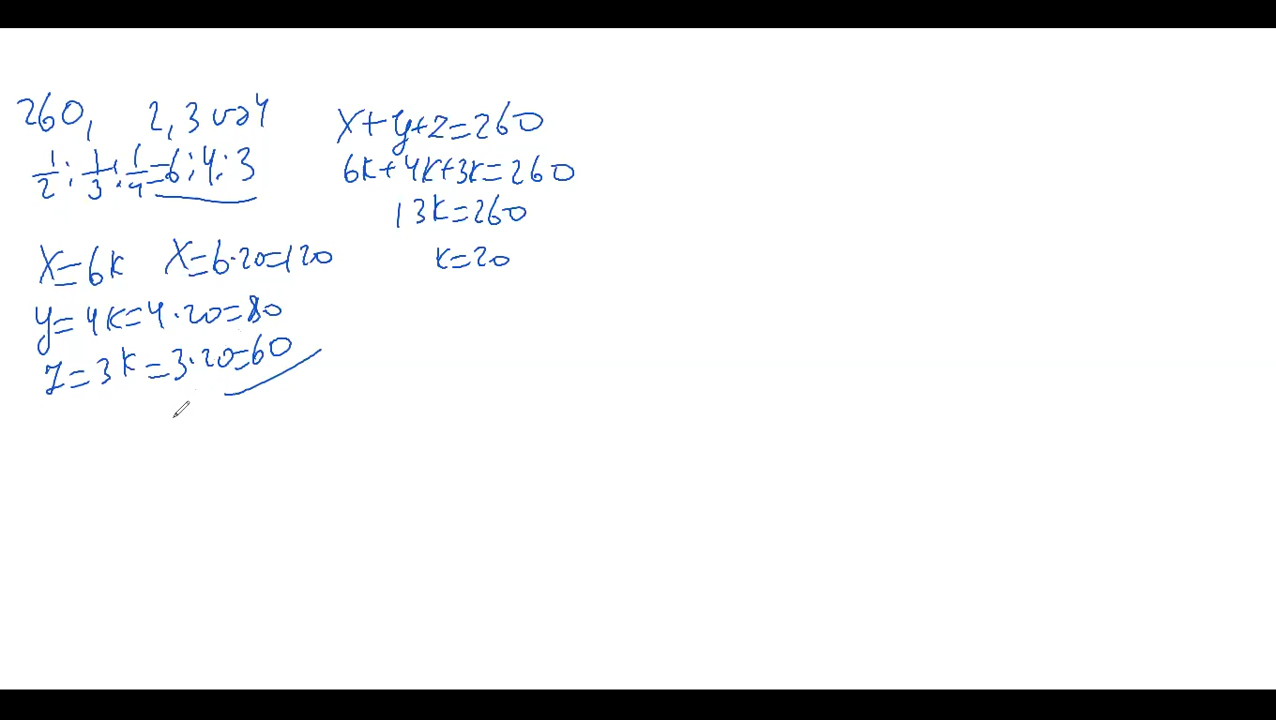 260, 2, 3 va 4
1/2 : 1/3 : 1/4 = 6 : 4 : 3
x=6k x=6·20=120
y=4k=4·20=80
z=3k=3·20=60
x+y+z=260
6k+4k+3k=260
13k=260
k=20